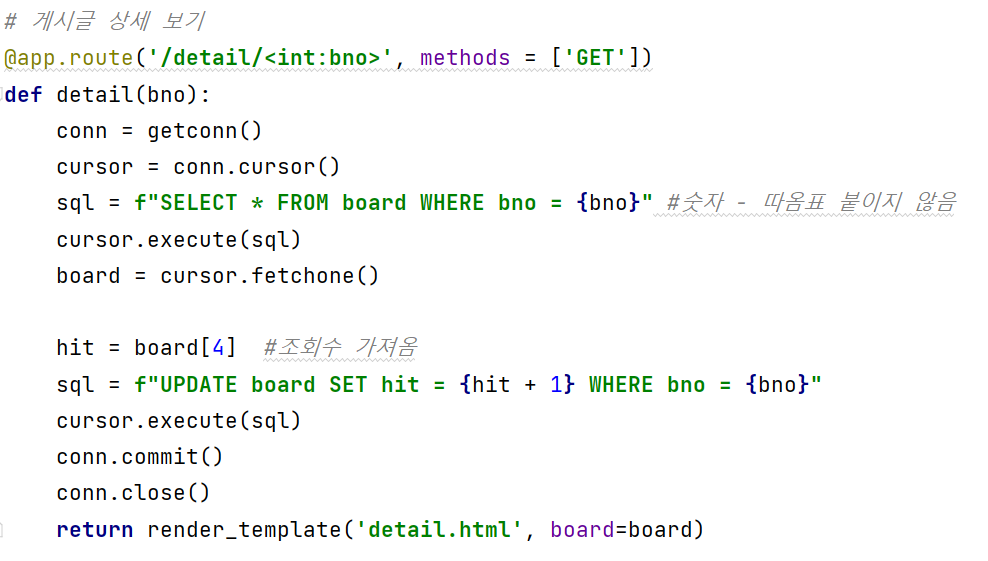 # 게시글 상세 보기
@app.route('/detail/<int:bno>', methods = ['GET'])
def detail(bno):
    conn = getconn()
    cursor = conn.cursor()
    sql = f"SELECT * FROM board WHERE bno = {bno}" #숫자 - 따옴표 붙이지 않음
    cursor.execute(sql)
    board = cursor.fetchone()
    hit = board[4]  #조회수 가져옴
    sql = f"UPDATE board SET hit = {hit + 1} WHERE bno = {bno}"
    cursor.execute(sql)
    conn.commit()
    conn.close()
    return render_template('detail.html', board=board)